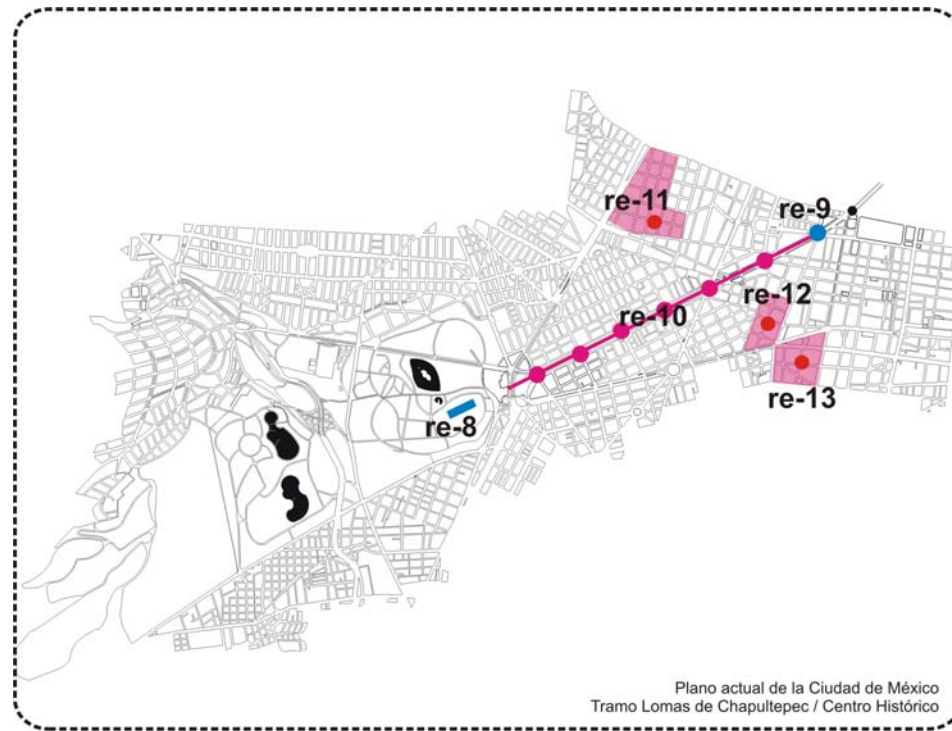 re-11
re-9
re-12
re-10
re-13
re-8
Plano actual de la Ciudad de México
Tramo Lomas de Chapultepec / Centro Histórico